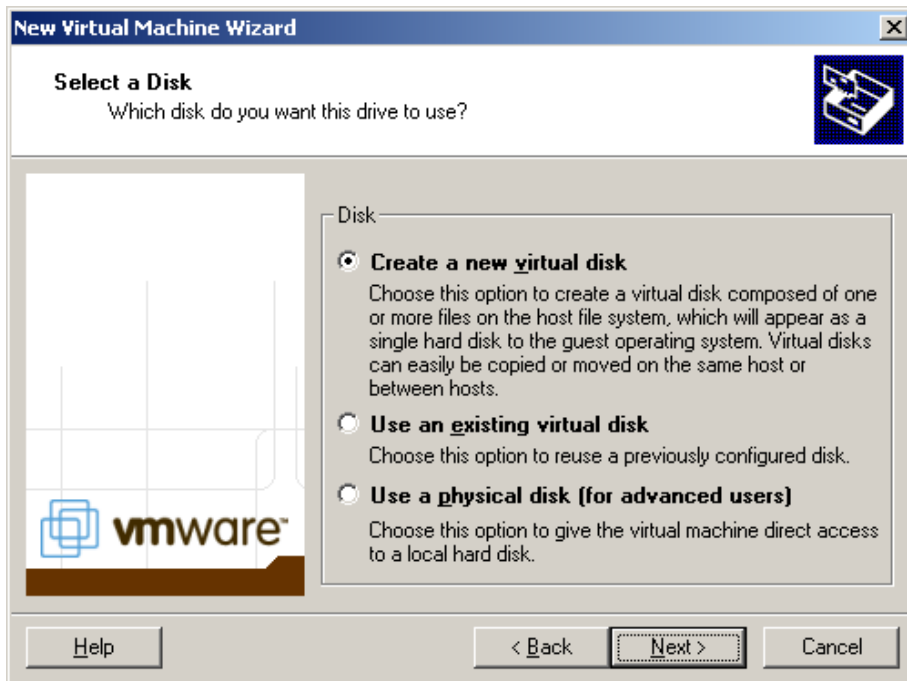 New Virtual Machine Wizard
Select a Disk
Which disk do you want this drive to use?
Disk
Create a new virtual disk
Choose this option to create a virtual disk composed of one
or more files on the host file system, which will appear as a
single hard disk to the guest operating system. Virtual disks
can easily be copied or moved on the same host or
between hosts.
Use an existing virtual disk
Choose this option to reuse a previously configured disk.
Use a physical disk (for advanced users)
Choose this option to give the virtual machine direct access
to a local hard disk.
vmware™
Help
< Back
Next >
Cancel